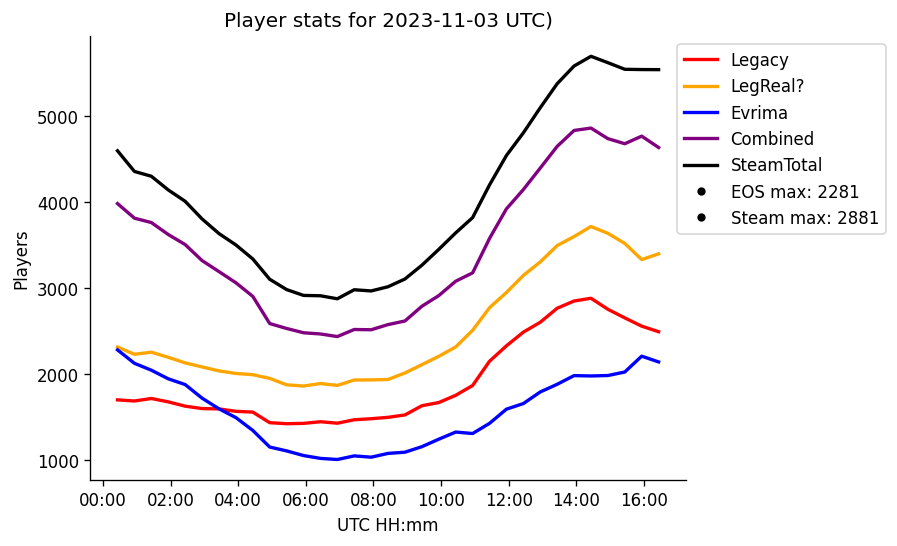 Player stats for 2023-11-03 UTC)
Legacy
LegReal?
Evrima
Combined
SteamTotal
EOS max: 2281
Steam max: 2881
Players
5000
4000
3000
2000
1000
00:00 02:00 04:00 06:00 08:00 10:00 12:00 14:00 16:00
UTC HH:mm